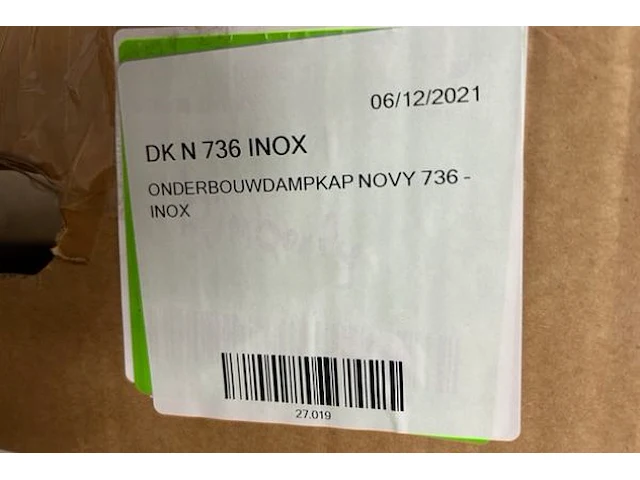 06/12/2021
DK N 736 INOX
ONDERBOUWDAMPKAP NOVY 736 -
INOX
27.019